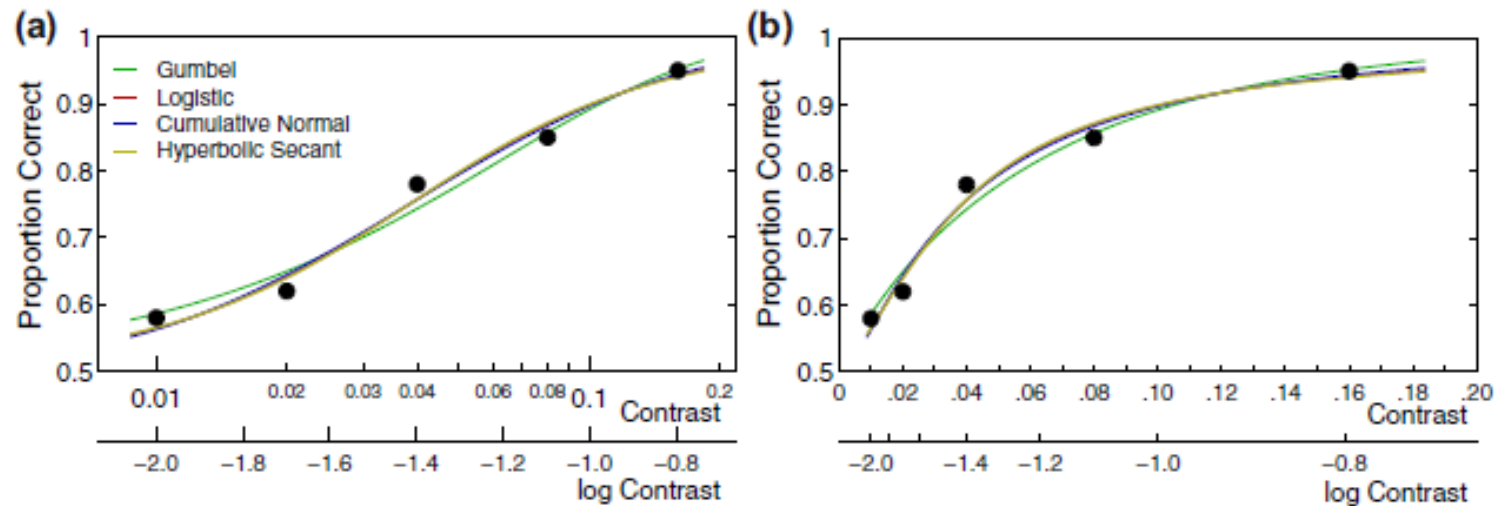 (a)
Proportion Correct
1
0.9
0.8
0.7
0.6
0.5
Gumbel
Logistic
Cumulative Normal
Hyperbolic Secant
0.01 0.02 0.03 0.04 0.06 0.08 0.1 0.2
Contrast
−2.0 −1.8 −1.6 −1.4 −1.2 −1.0 −0.8
log Contrast
(b)
Proportion Correct
1
0.9
0.8
0.7
0.6
0.5
0 .02 .04 .06 .08 .10 .12 .14 .16 .18 .20
Contrast
−2.0 −1.4 −1.2 −1.0 −0.8
log Contrast